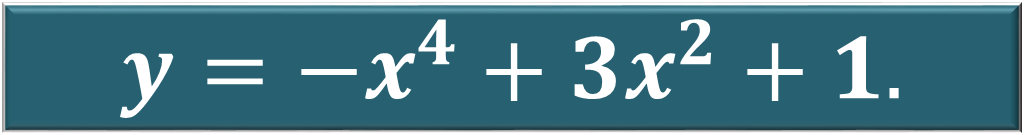 y = −x⁴ + 3x² + 1.